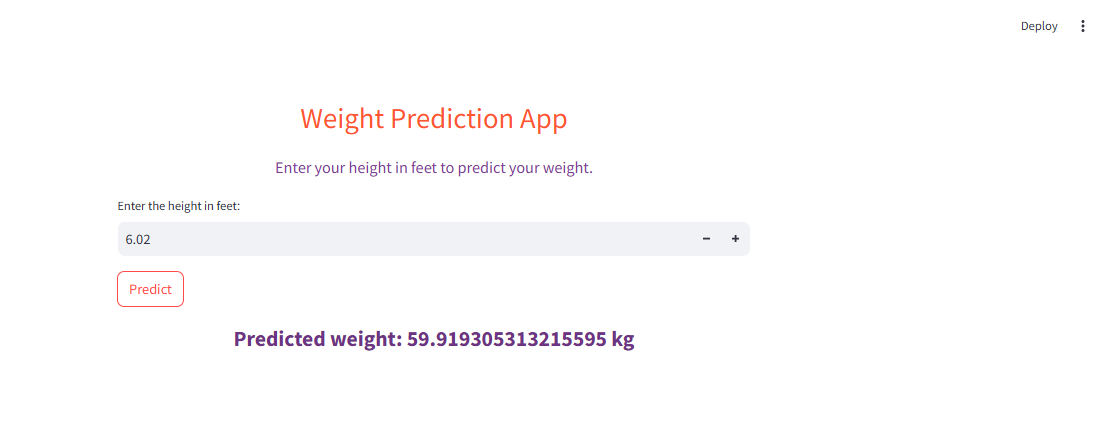 Deploy
Weight Prediction App
Enter your height in feet to predict your weight.
Enter the height in feet:
6.02
Predict
Predicted weight: 59.919305313215595 kg